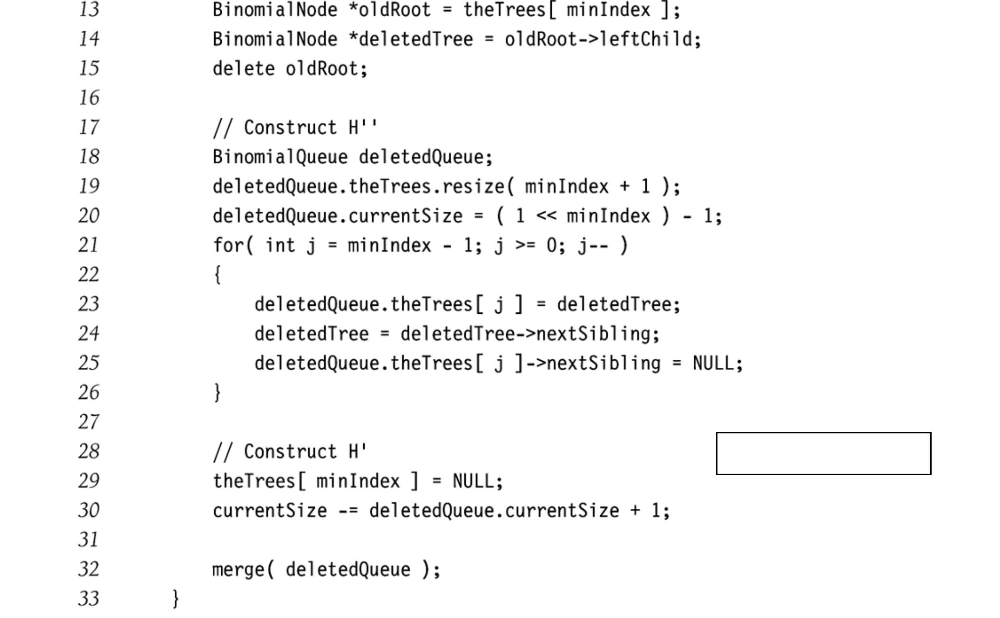 13 BinomialNode *oldRoot = theTrees[ minIndex ];
14 BinomialNode *deletedTree = oldRoot->leftChild;
15 delete oldRoot;
16
17 // Construct H''
18 BinomialQueue deletedQueue;
19 deletedQueue.theTrees.resize( minIndex + 1 );
20 deletedQueue.currentSize = ( 1 << minIndex ) - 1;
21 for( int j = minIndex - 1; j >= 0; j-- )
22 {
23 deletedQueue.theTrees[ j ] = deletedTree;
24 deletedTree = deletedTree->nextSibling;
25 deletedQueue.theTrees[ j ]->nextSibling = NULL;
26 }
27
28 // Construct H'
29 theTrees[ minIndex ] = NULL;
30 currentSize -= deletedQueue.currentSize + 1;
31
32 merge( deletedQueue );
33 }